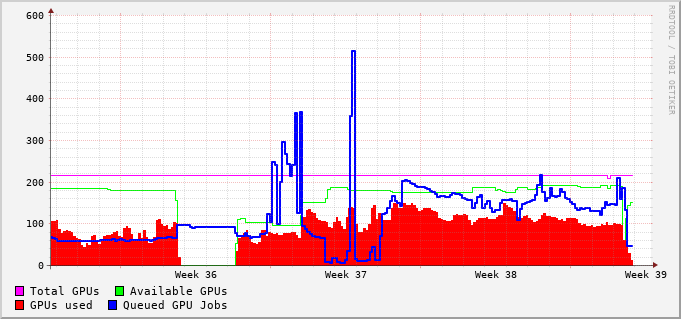 600
500
400
300
200
100
0
Week 36 Week 37 Week 38 Week 39
Total GPUs Available GPUs
GPUs used Queued GPU Jobs
RRDTOOL / TOBI OETIKER